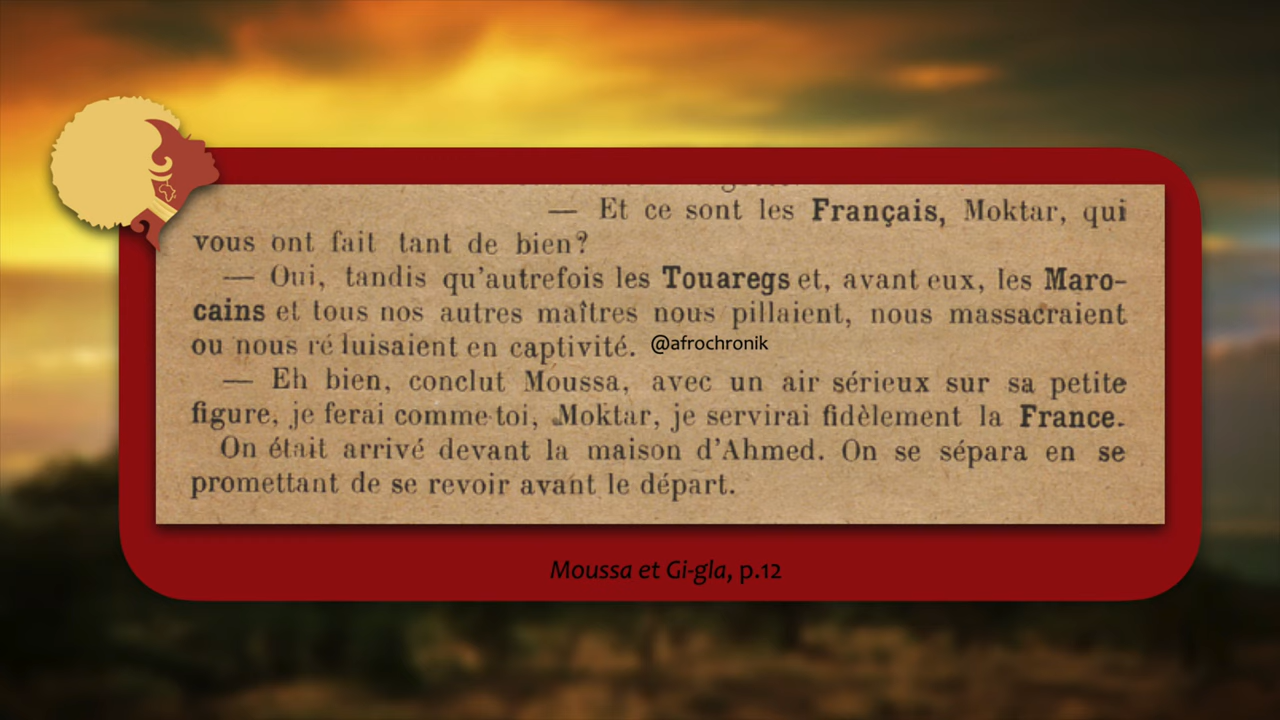 — Et ce sont les Français, Moktar, qui
vous ont fait tant de bien?
— Oui, tandis qu'autrefois les Touaregs et, avant eux, les Maro-
cains et tous nos autres maîtres nous pillaient, nous massacraient
ou nous ré luisaient en captivité.
@afrochronik
— Eh bien, conclut Moussa, avec un air sérieux sur sa petite
figure, je ferai comme toi, Moktar, je servirai fidèlement la France.
On était arrivé devant la maison d'Ahmed. On se sépara en se
promettant de se revoir avant le départ.
Moussa et Gi-gla, p.12